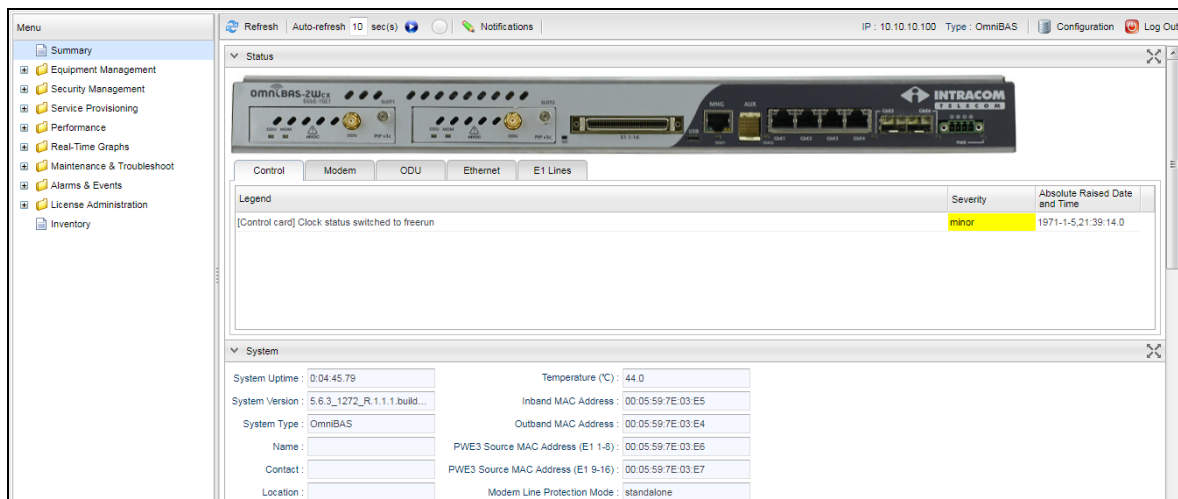 Menu
Refresh Auto-refresh 10 sec(s) Notifications IP : 10.10.10.100 Type : OmniBAS Configuration Log Out
Summary
Equipment Management
Security Management
Service Provisioning
Performance
Real-Time Graphs
Maintenance & Troubleshoot
Alarms & Events
License Administration
Inventory
Status
OMNIBAS-2Wcx
SLOT1
SLOT2
MNG
AUX
INTRACOM
TELECOM
ODU
ODU
USB
E1 1-16
GbE1 GbE2 GbE3 GbE4
Control Modem ODU Ethernet E1 Lines
Legend Severity Absolute Raised Date and Time
[Control card] Clock status switched to freerun minor 1971-1-5,21:39:14.0
System
System Uptime : 0:04:45.79 Temperature (℃) : 44.0
System Version : 5.6.3_1272_R.1.1.1.build... Inband MAC Address : 00:05:59:7E:03:E5
System Type : OmniBAS Outband MAC Address : 00:05:59:7E:03:E4
Name : PWE3 Source MAC Address (E1 1-8) : 00:05:59:7E:03:E6
Contact : PWE3 Source MAC Address (E1 9-16) : 00:05:59:7E:03:E7
Location : Modem Line Protection Mode : standalone